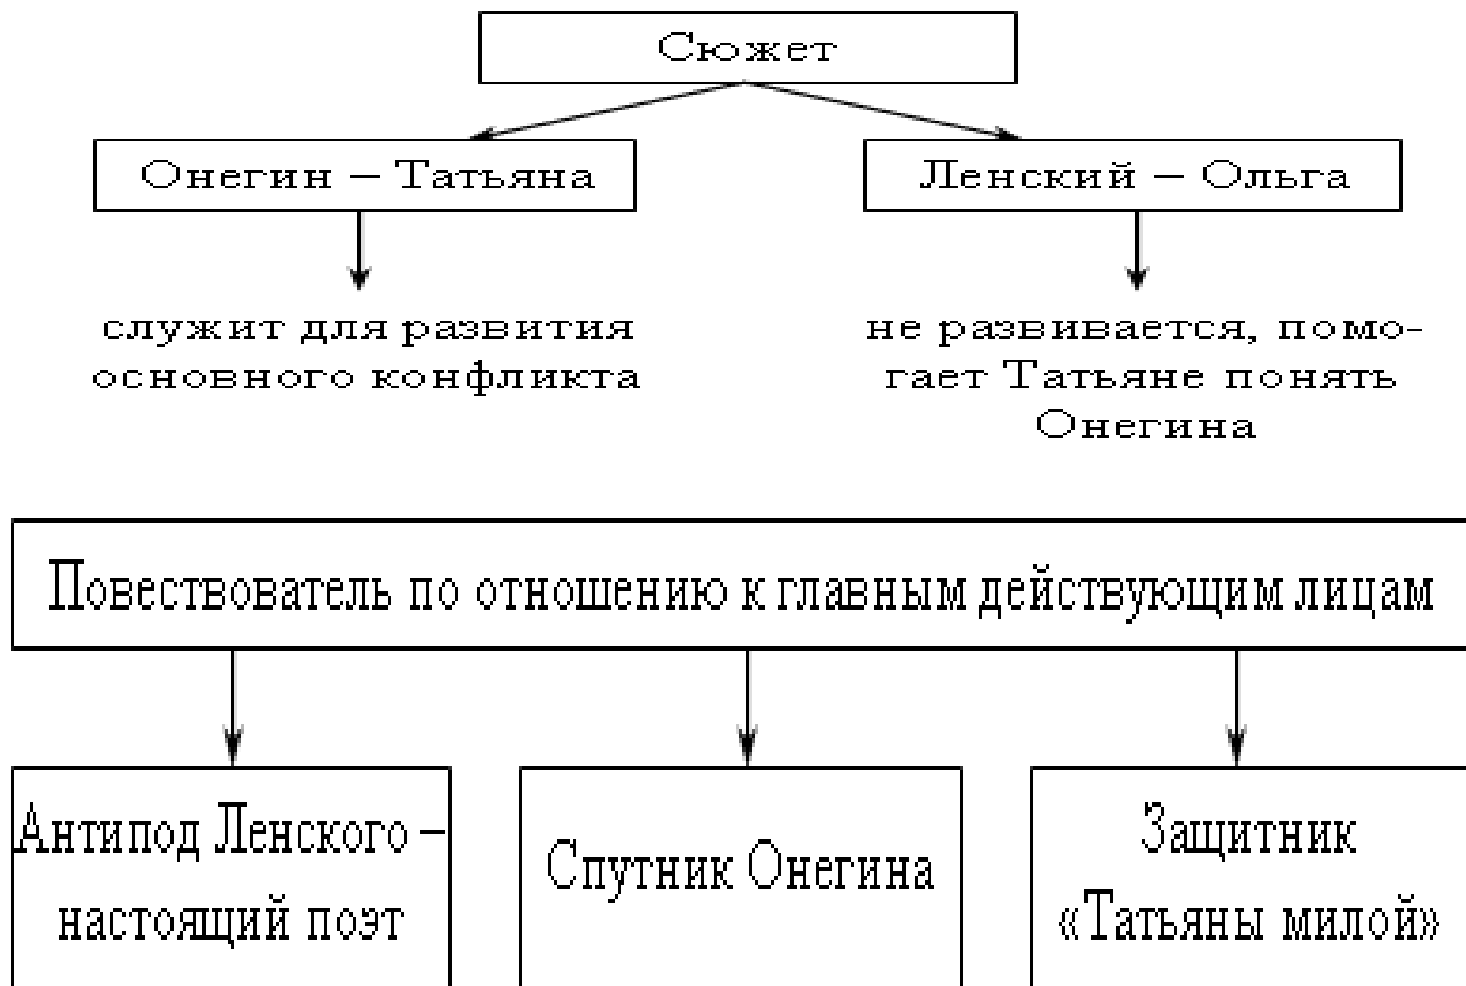 Сюжет
Онегин – Татьяна
Ленский – Ольга
служит для развития
основного конфликта
не развивается, помо-
гает Татьяне понять
Онегина
Повествователь по отношению к главным действующим лицам
Антипод Ленского –
настоящий поэт
Спутник Онегина
Защитник
«Татьяны милой»